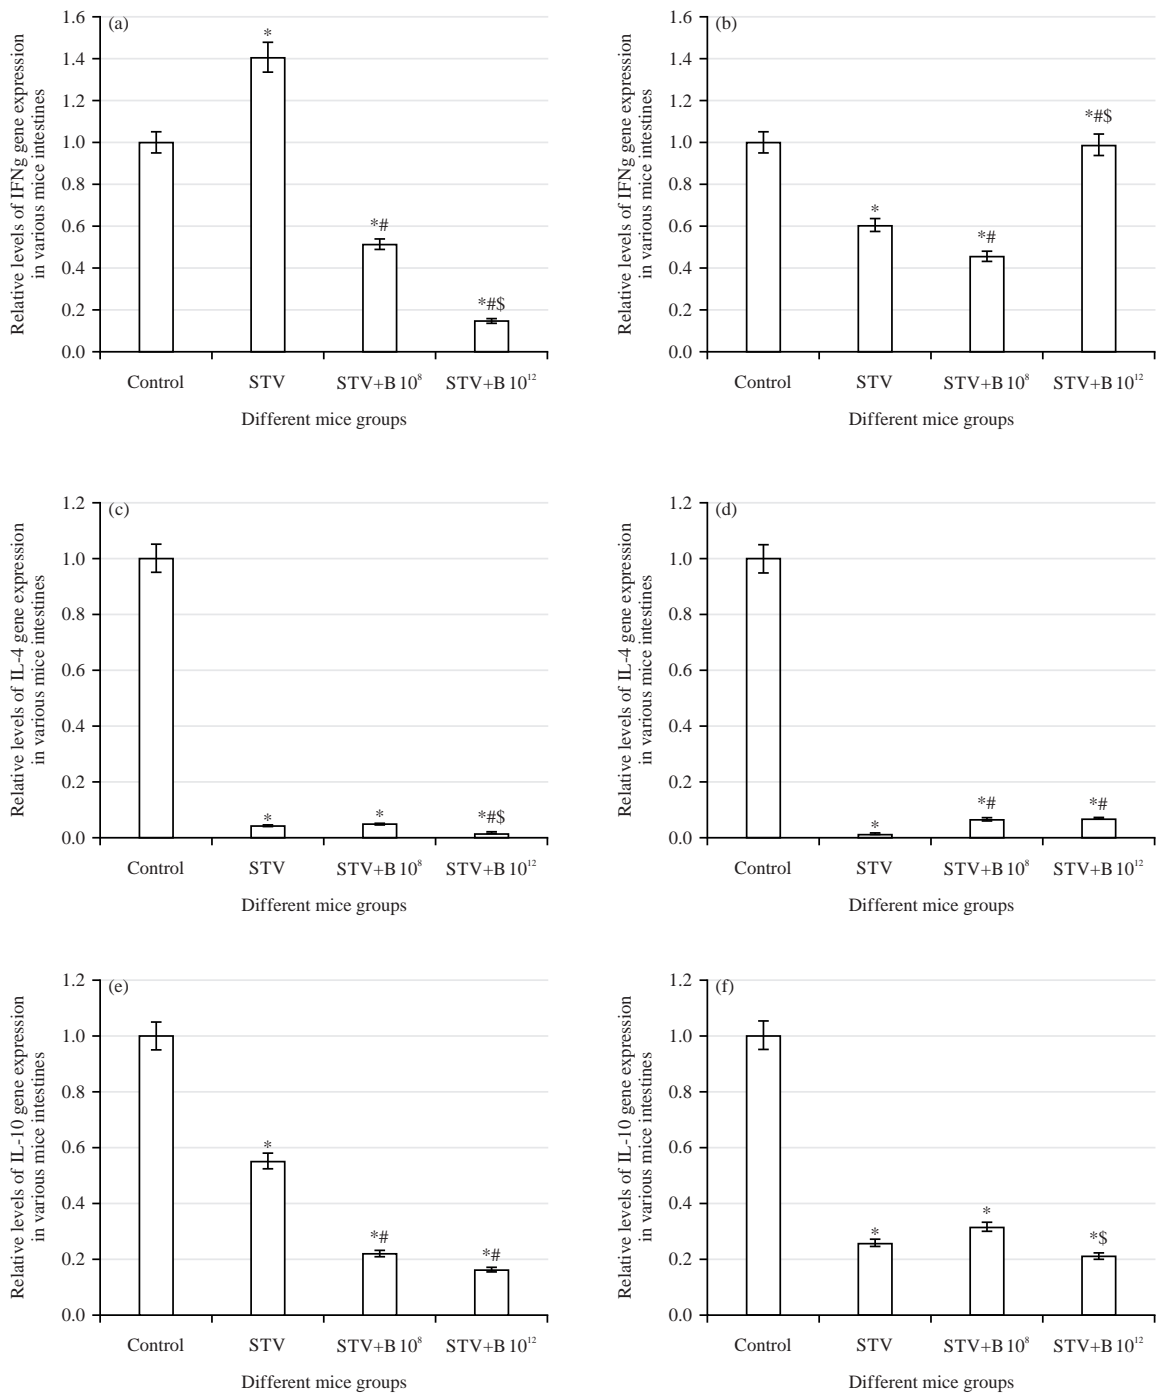 (a)
Relative levels of IFNg gene expression
in various mice intestines
1.6
1.4
1.2
1.0
0.8
0.6
0.4
0.2
0.0
*
*#
*#$
Control STV STV+B 10⁸ STV+B 10¹²
Different mice groups
(b)
Relative levels of IFNg gene expression
in various mice intestines
1.6
1.4
1.2
1.0
0.8
0.6
0.4
0.2
0.0
*
*#
*#$
Control STV STV+B 10⁸ STV+B 10¹²
Different mice groups
(c)
Relative levels of IL-4 gene expression
in various mice intestines
1.2
1.0
0.8
0.6
0.4
0.2
0.0
*
*
*#$
Control STV STV+B 10⁸ STV+B 10¹²
Different mice groups
(d)
Relative levels of IL-4 gene expression
in various mice intestines
1.2
1.0
0.8
0.6
0.4
0.2
0.0
*
*#
*#
Control STV STV+B 10⁸ STV+B 10¹²
Different mice groups
(e)
Relative levels of IL-10 gene expression
in various mice intestines
1.2
1.0
0.8
0.6
0.4
0.2
0.0
*
*#
*#
Control STV STV+B 10⁸ STV+B 10¹²
Different mice groups
(f)
Relative levels of IL-10 gene expression
in various mice intestines
1.2
1.0
0.8
0.6
0.4
0.2
0.0
*
*
*$
Control STV STV+B 10⁸ STV+B 10¹²
Different mice groups